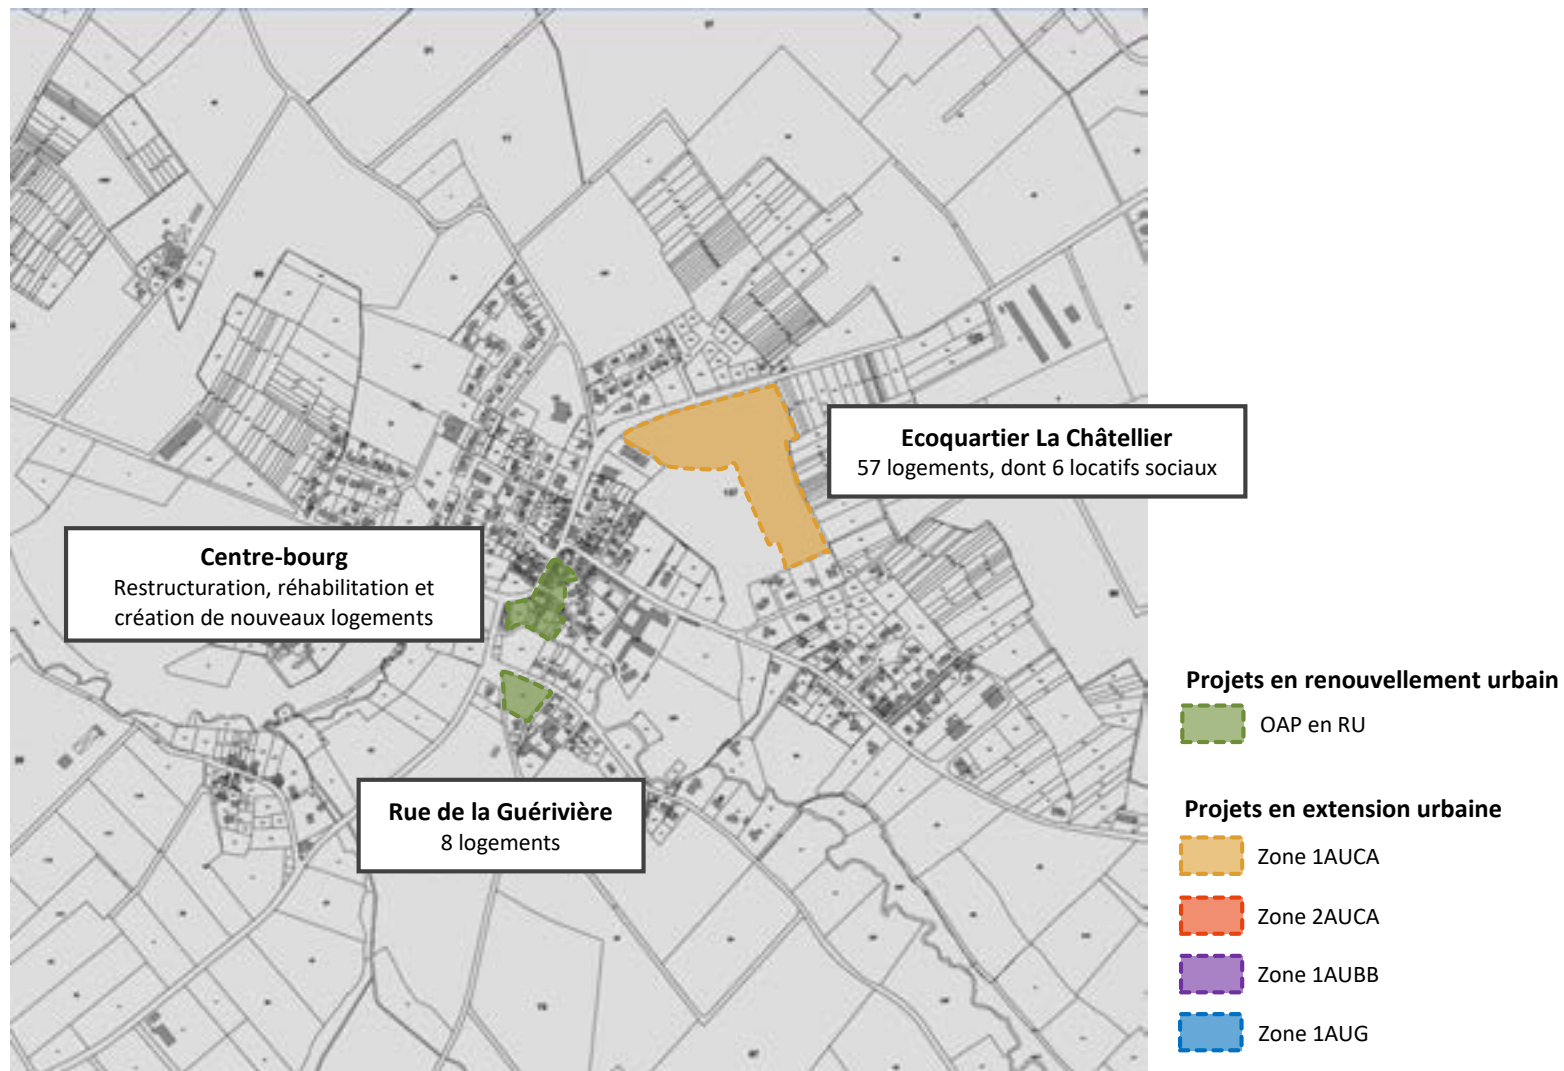 Ecoquartier La Châtellier
57 logements, dont 6 locatifs sociaux
Centre-bourg
Restructuration, réhabilitation et
création de nouveaux logements
Rue de la Guérivière
8 logements
Projets en renouvellement urbain
OAP en RU
Projets en extension urbaine
Zone 1AUCA
Zone 2AUCA
Zone 1AUBB
Zone 1AUG